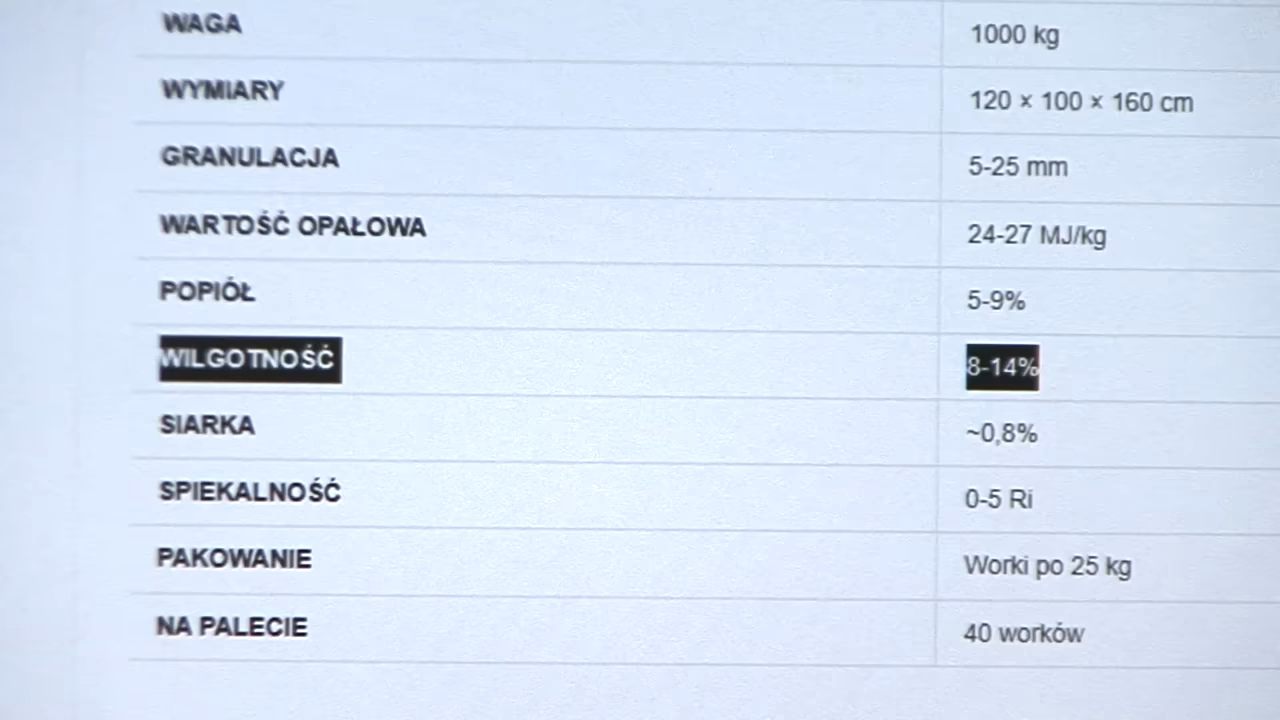 WAGA 1000 kg
WYMIARY 120 × 100 × 160 cm
GRANULACJA 5-25 mm
WARTOŚĆ OPAŁOWA 24-27 MJ/kg
POPIÓŁ 5-9%
WILGOTNOŚĆ 8-14%
SIARKA ~0,8%
SPIEKALNOŚĆ 0-5 Ri
PAKOWANIE Worki po 25 kg
NA PALECIE 40 worków